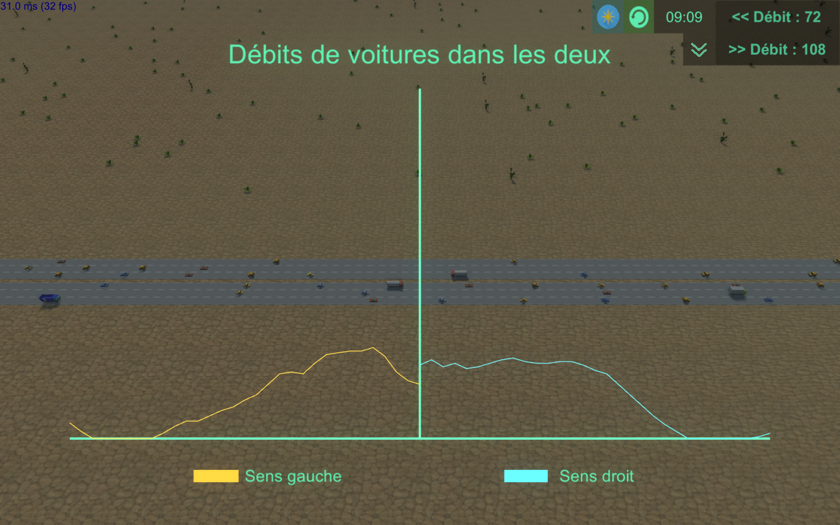 31.0 ms (32 fps)
09:09
<< Débit : 72
>> Débit : 108
Débits de voitures dans les deux
Sens gauche
Sens droit